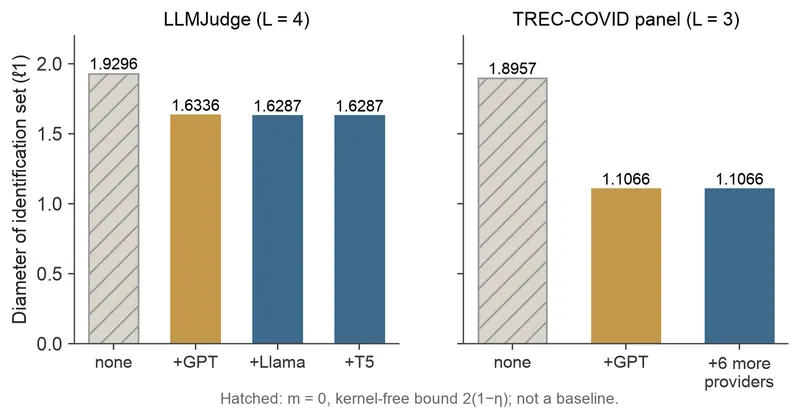 LLMJudge (L = 4)
Diameter of identification set (ℓ1)
2.0
1.5
1.0
0.5
0.0
1.9296
1.6336
1.6287
1.6287
none
+GPT
+Llama
+T5
TREC-COVID panel (L = 3)
1.8957
1.1066
1.1066
none
+GPT
+6 more
providers
Hatched: m = 0, kernel-free bound 2(1−η); not a baseline.